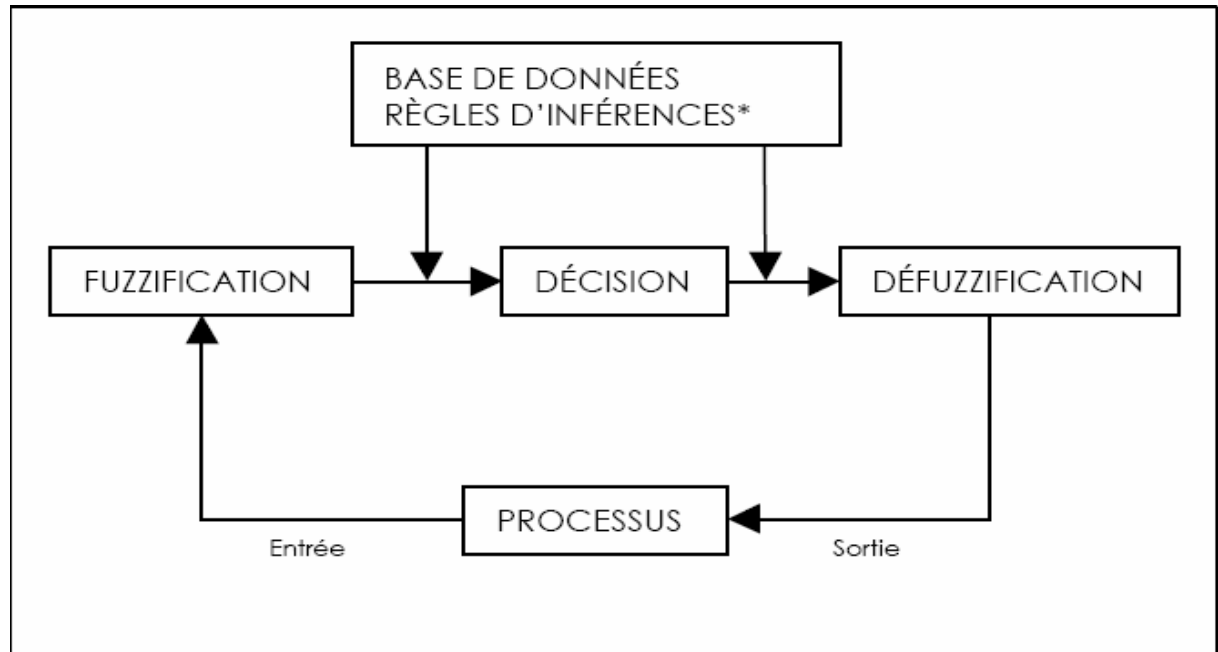 BASE DE DONNÉES
RÈGLES D'INFÉRENCES*
FUZZIFICATION
DÉCISION
DÉFUZZIFICATION
PROCESSUS
Entrée
Sortie